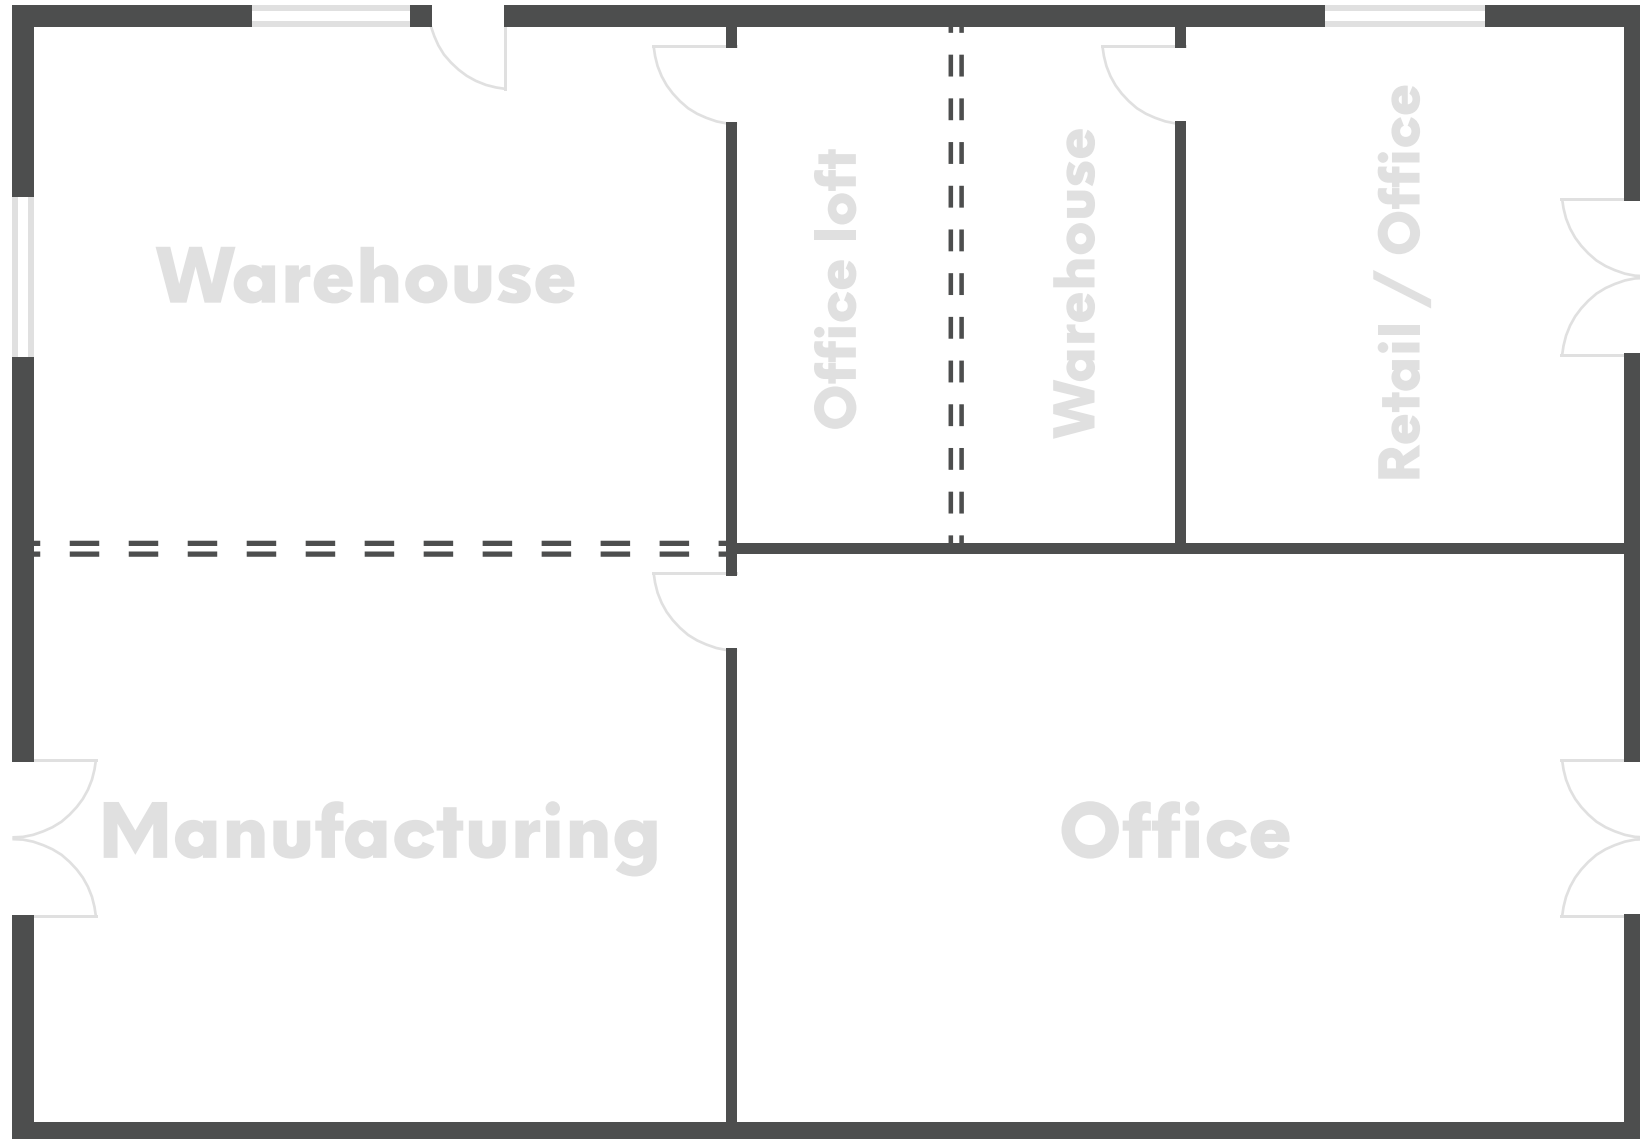 Warehouse
Office loft
Warehouse
Retail / Office
Manufacturing
Office